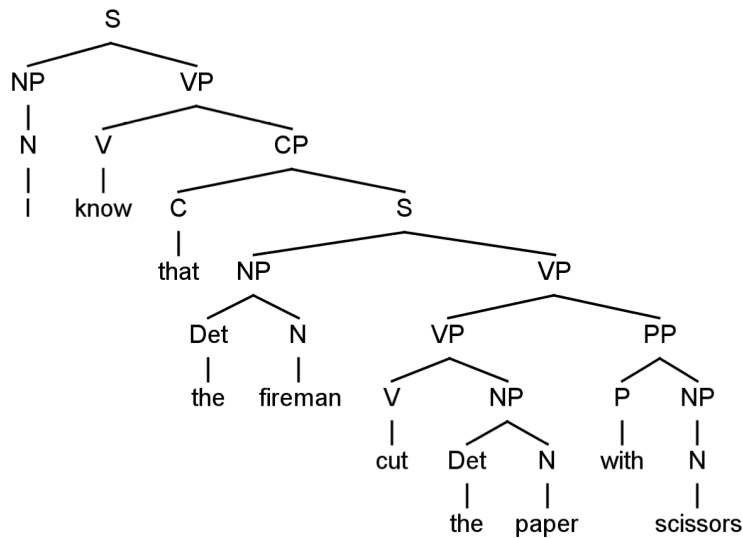 S
NP VP
N V CP
I know C S
that NP VP
Det N VP PP
the fireman V NP P NP
cut Det N with N
the paper scissors